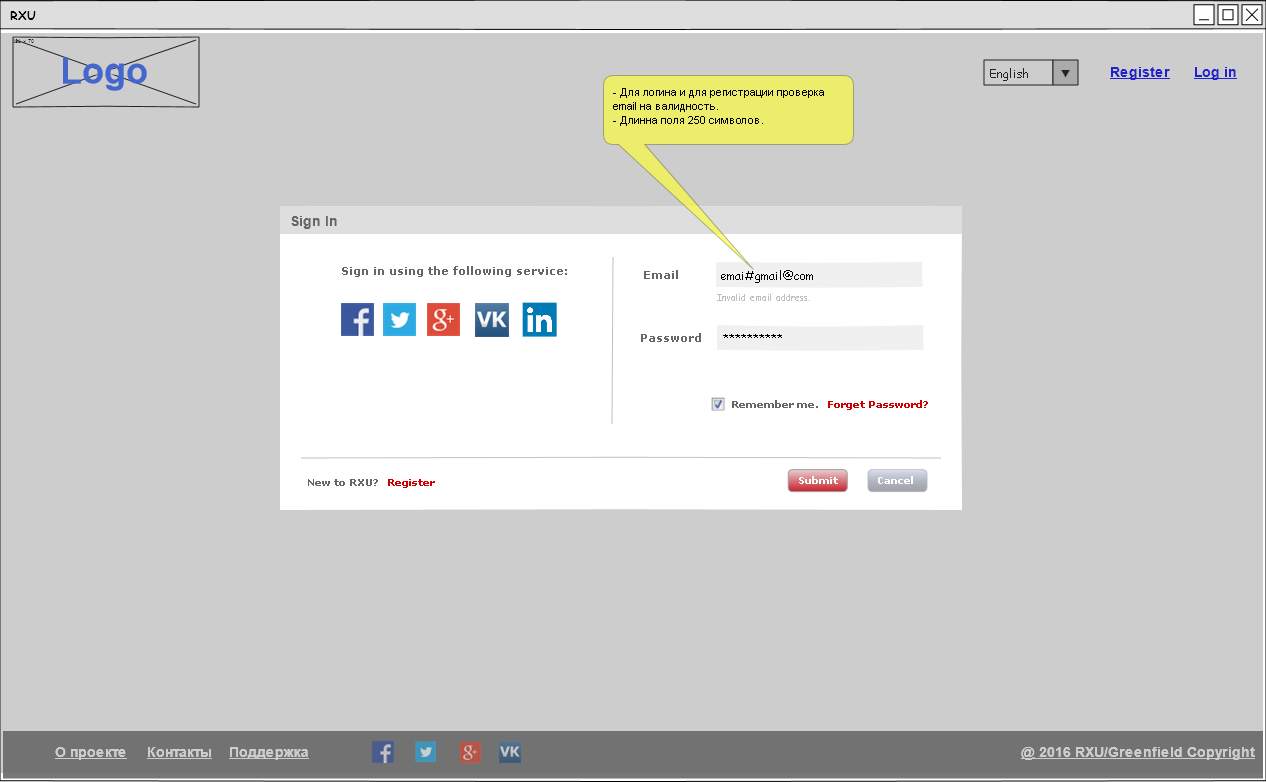 RXU
Logo
English
Register
Log in
- Для логина и для регистрации проверка
email на валидность.
- Длинна поля 250 символов.
Sign In
Sign in using the following service:
VK
in
Email
emai#gmail@com
Invalid email address.
Password
**********
Remember me.
Forget Password?
New to RXU?
Register
Submit
Cancel
О проекте
Контакты
Поддержка
VK
@ 2016 RXU/Greenfield Copyright